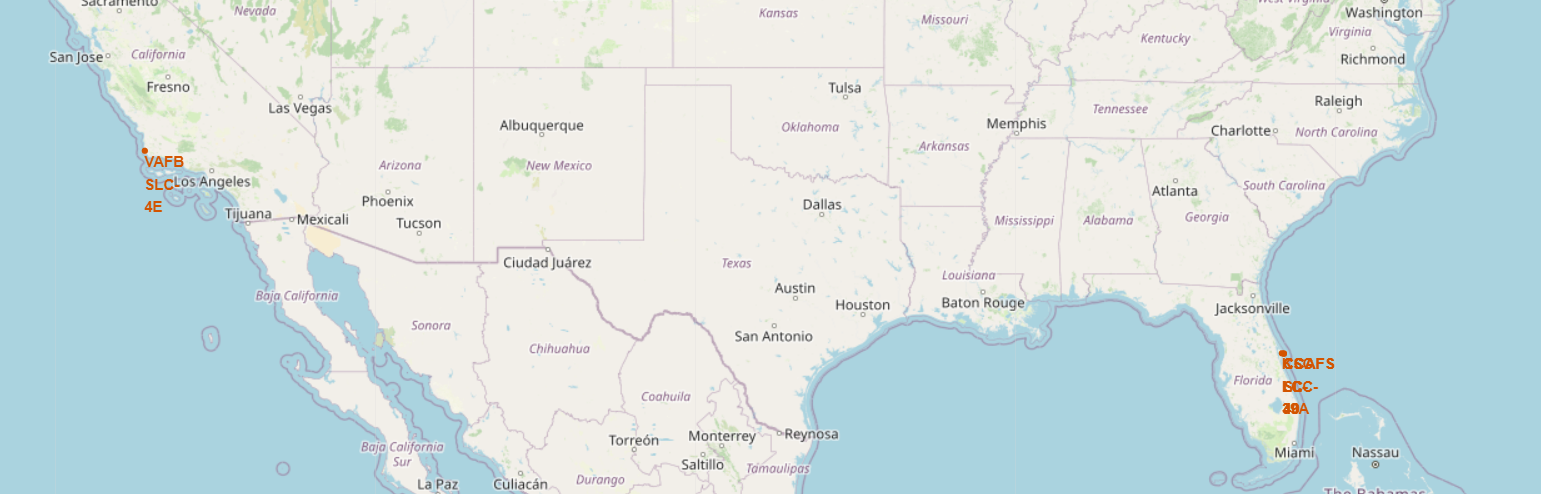 Sacramento
Nevada
Kansas
Missouri
West Virginia
Washington
San Jose
California
Kentucky
Virginia
Richmond
Fresno
Las Vegas
Tulsa
Raleigh
Albuquerque
Oklahoma
Memphis
Tennessee
Charlotte
North Carolina
Arkansas
VAFB
SLC-
4E
Los Angeles
Arizona
New Mexico
Phoenix
Dallas
Atlanta
South Carolina
Tijuana
Mexicali
Tucson
Mississippi
Alabama
Georgia
Ciudad Juárez
Texas
Louisiana
Baja California
Austin
Houston
Baton Rouge
Jacksonville
Sonora
San Antonio
Chihuahua
Florida
Coahuila
Torreón
Monterrey
Reynosa
Baja California
Sur
Saltillo
Tamaulipas
Miami
Nassau
La Paz
Culiacán
Durango
The Bahamas